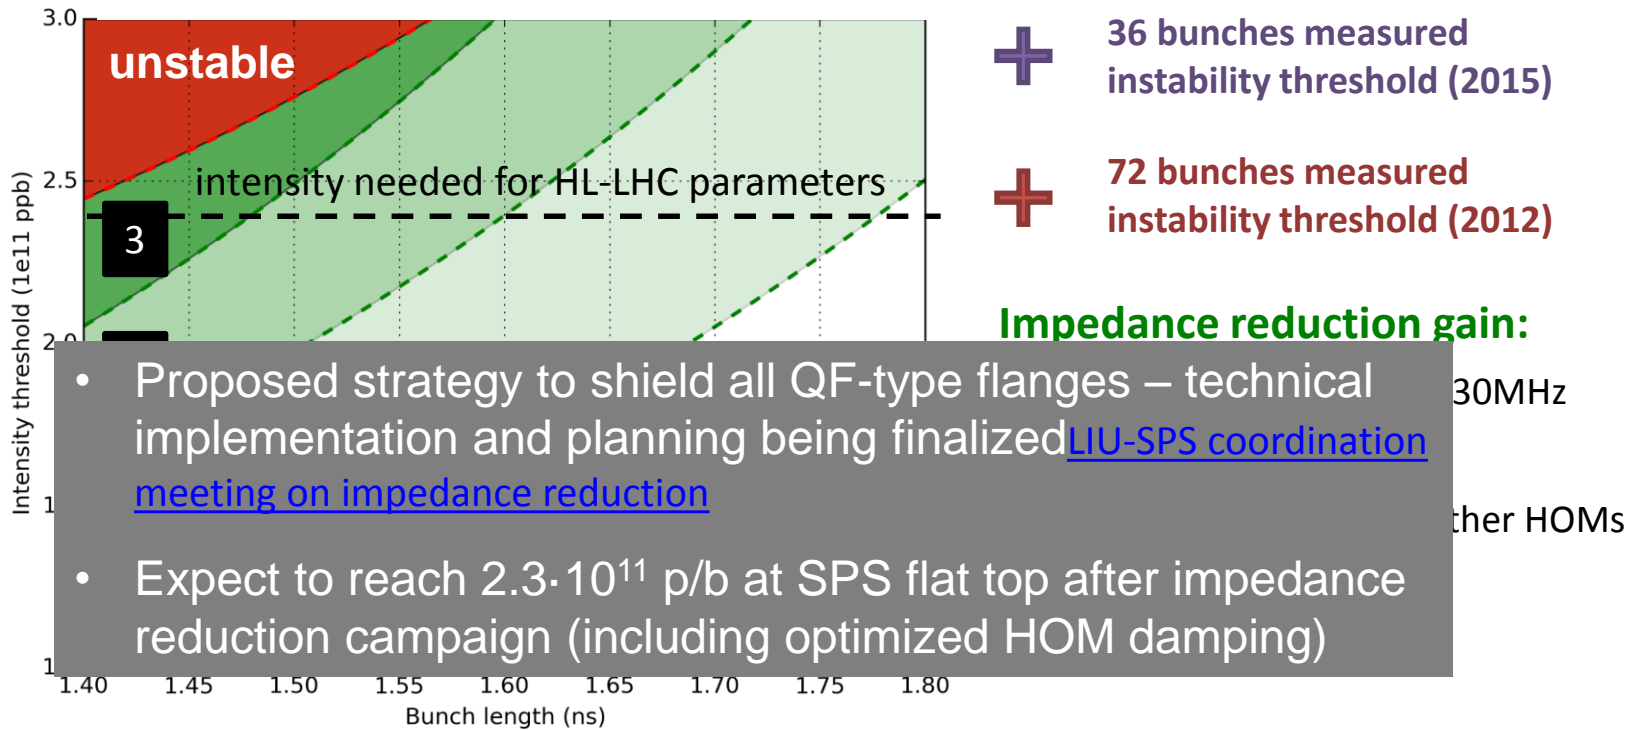 3.0
unstable
2.5
intensity needed for HL-LHC parameters
3
2.0
1
1
Intensity threshold (1e11 ppb)
1.40 1.45 1.50 1.55 1.60 1.65 1.70 1.75 1.80
Bunch length (ns)
36 bunches measured
instability threshold (2015)
72 bunches measured
instability threshold (2012)
Impedance reduction gain:
30MHz
ther HOMs
• Proposed strategy to shield all QF-type flanges – technical
implementation and planning being finalizedLIU-SPS coordination
meeting on impedance reduction
• Expect to reach 2.3·10¹¹ p/b at SPS flat top after impedance
reduction campaign (including optimized HOM damping)